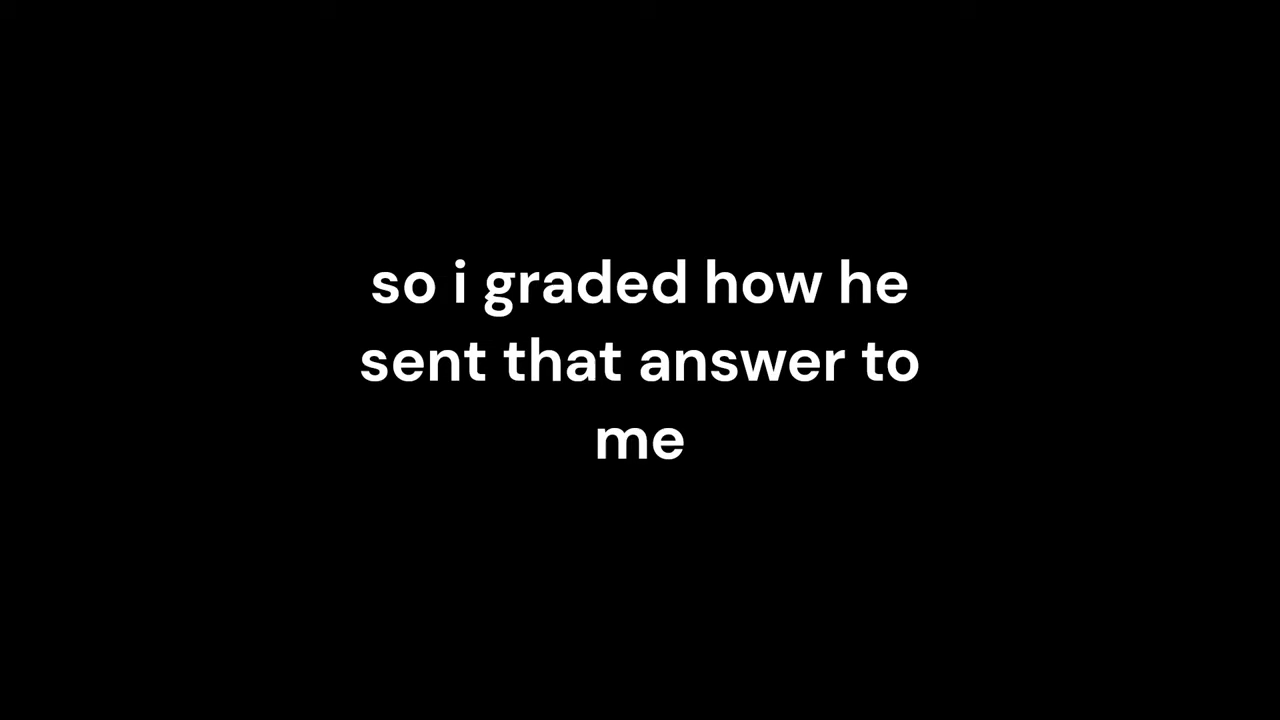 so i graded how he
sent that answer to
me